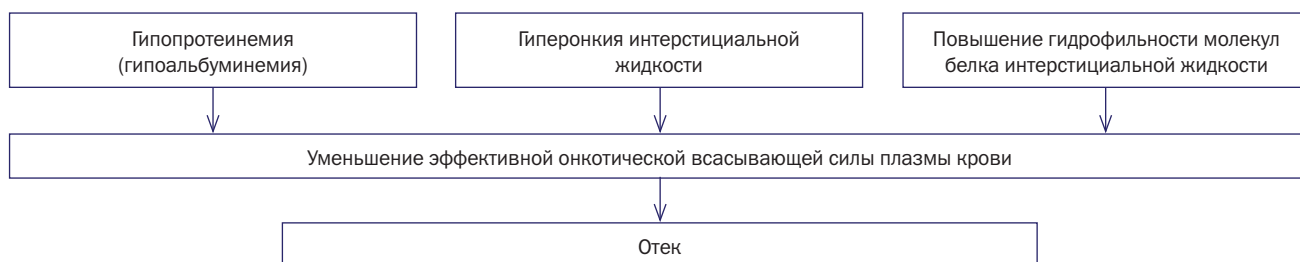 Гипопротеинемия
(гипоальбуминемия)
Гиперонкия интерстициальной
жидкости
Повышение гидрофильности молекул
белка интерстициальной жидкости
Уменьшение эффективной онкотической всасывающей силы плазмы крови
Отек